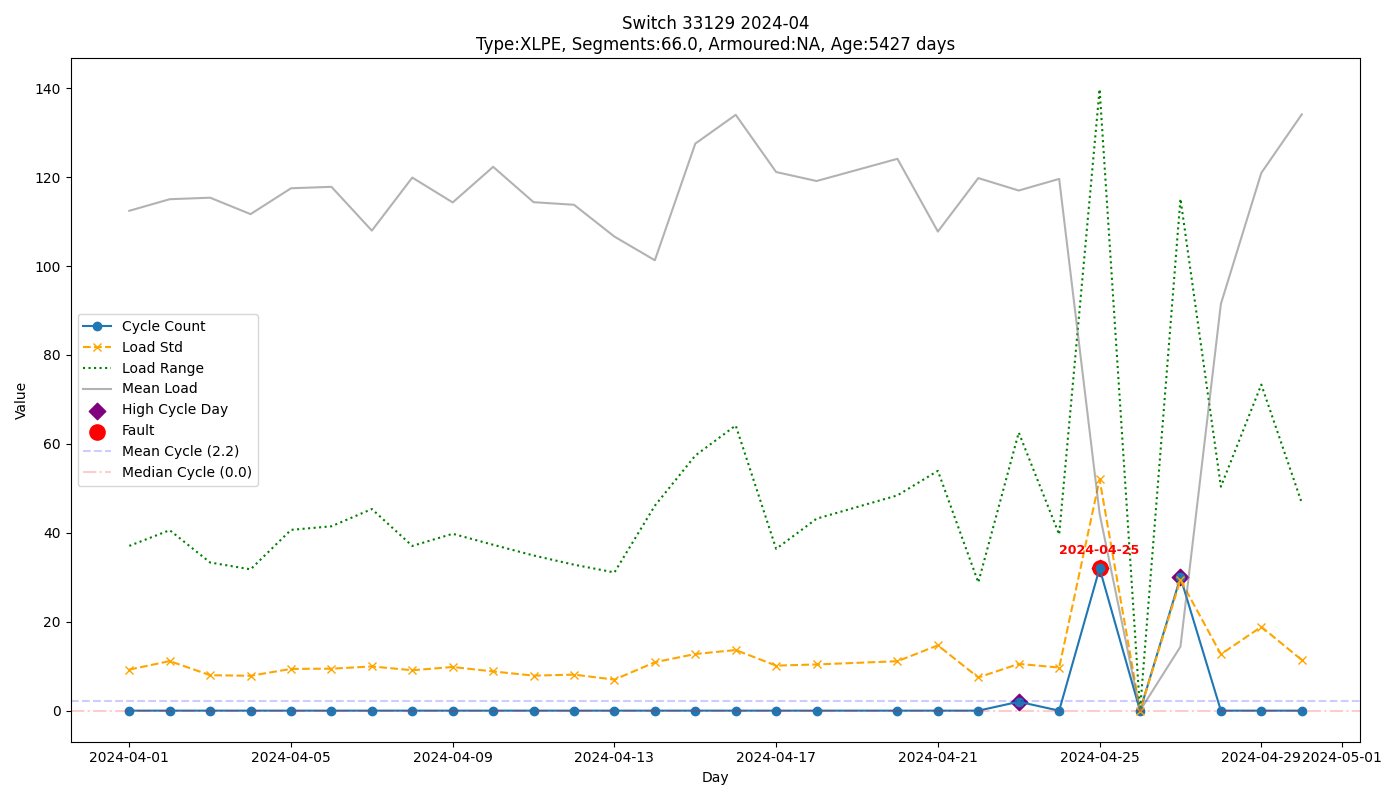 Switch 33129 2024-04
Type:XLPE, Segments:66.0, Armoured:NA, Age:5427 days
140
120
100
80
60
40
20
0
Value
Cycle Count
Load Std
Load Range
Mean Load
High Cycle Day
Fault
Mean Cycle (2.2)
Median Cycle (0.0)
2024-04-25
2024-04-01
2024-04-05
2024-04-09
2024-04-13
2024-04-17
2024-04-21
2024-04-25
2024-04-29
2024-05-01
Day